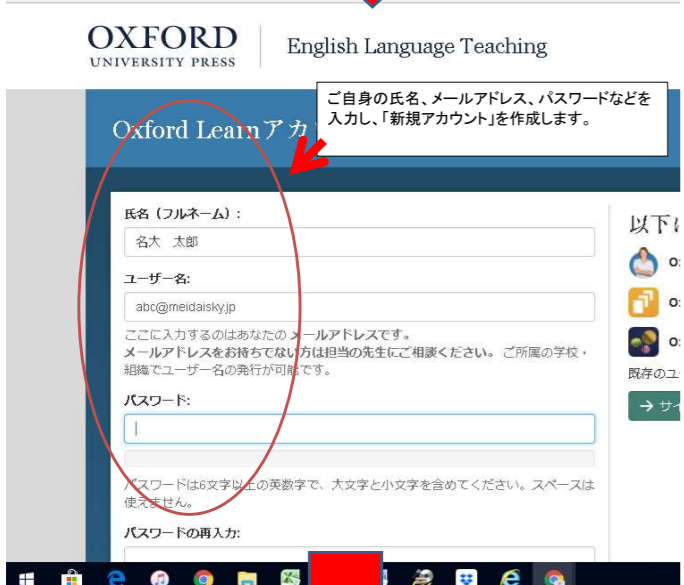 OXFORD
UNIVERSITY PRESS
English Language Teaching
ご自身の氏名、メールアドレス、パスワードなどを
入力し、「新規アカウント」を作成します。
Oxford Learnアカ
氏名（フルネーム）:
名大 太郎
ユーザー名:
abc@meidaisky.jp
ここに入力するのはあなたのメールアドレスです。
メールアドレスをお持ちでない方は担当の先生にご相談ください。ご所属の学校・
組織でユーザー名の発行が可能です。
パスワード:
パスワードは6文字以上の英数字で、大文字と小文字を含めてください。スペースは
使えません。
パスワードの再入力:
以下
既存のユー
→ サイ